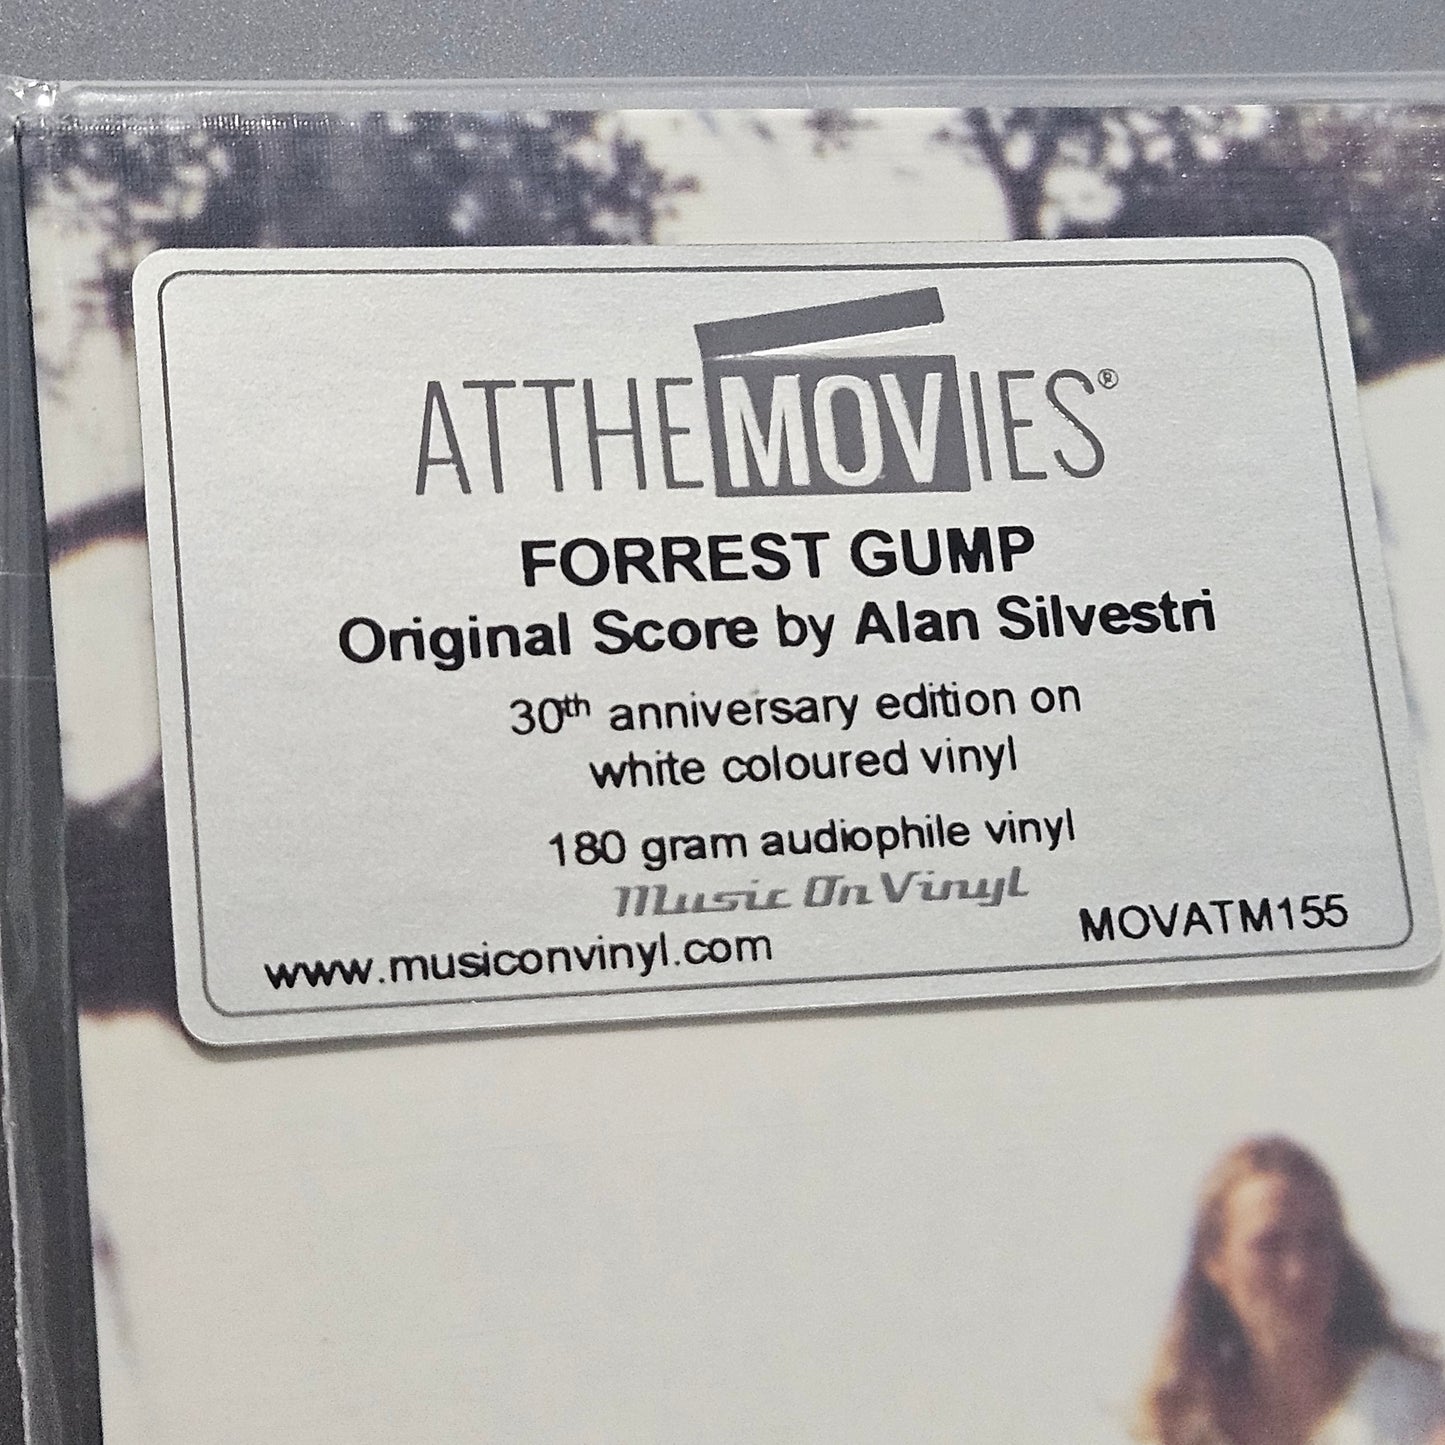 ATTHEMOVIES®
FORREST GUMP
Original Score by Alan Silvestri
30th anniversary edition on
white coloured vinyl
180 gram audiophile vinyl
Music On Vinyl
www.musiconvinyl.com
MOVATM155